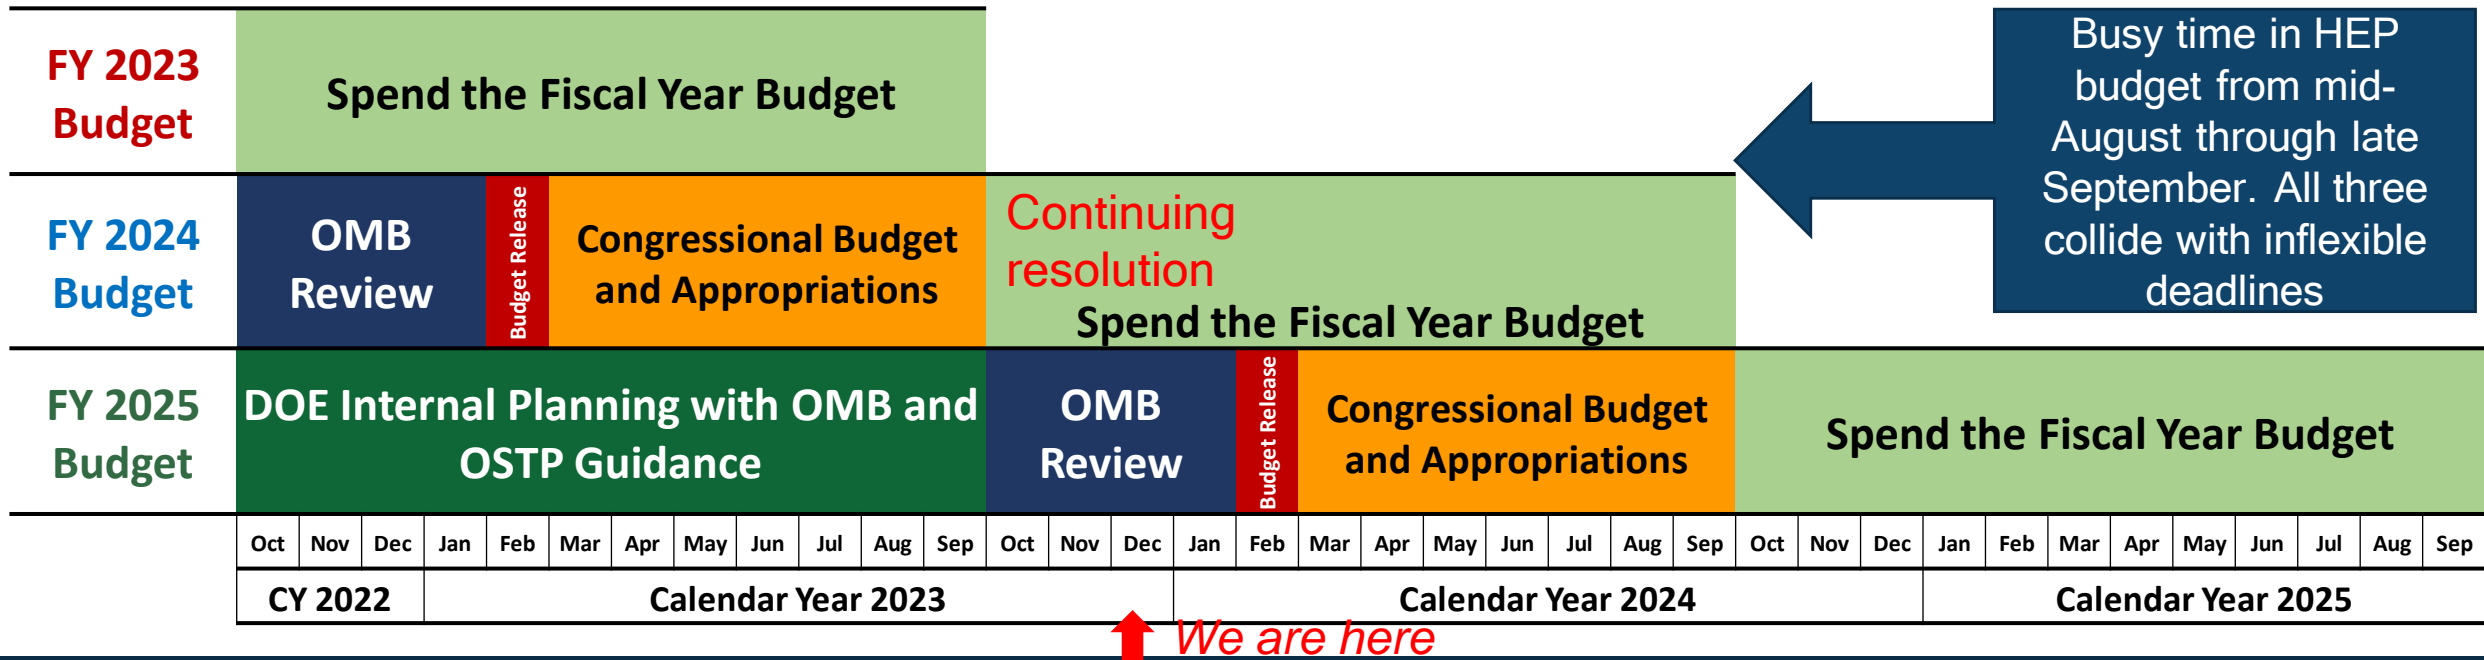 FY 2023
Budget
Spend the Fiscal Year Budget
Busy time in HEP
budget from mid-
August through late
September. All three
collide with inflexible
deadlines
FY 2024
Budget
OMB
Review
Budget Release
Congressional Budget
and Appropriations
Continuing
resolution
Spend the Fiscal Year Budget
FY 2025
Budget
DOE Internal Planning with OMB and
OSTP Guidance
OMB
Review
Budget Release
Congressional Budget
and Appropriations
Spend the Fiscal Year Budget
Oct Nov Dec Jan Feb Mar Apr May Jun Jul Aug Sep Oct Nov Dec Jan Feb Mar Apr May Jun Jul Aug Sep Oct Nov Dec Jan Feb Mar Apr May Jun Jul Aug Sep
CY 2022 Calendar Year 2023 Calendar Year 2024 Calendar Year 2025
We are here